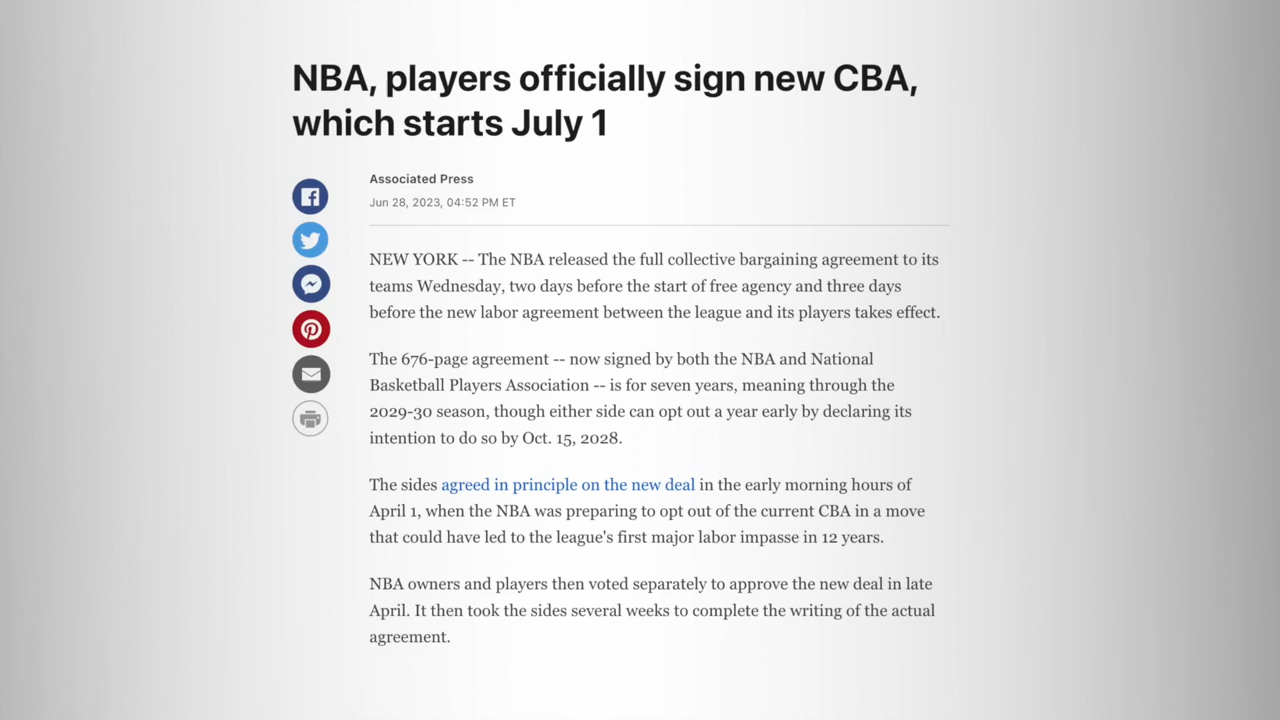 NBA, players officially sign new CBA,
which starts July 1
Associated Press
Jun 28, 2023, 04:52 PM ET
NEW YORK -- The NBA released the full collective bargaining agreement to its
teams Wednesday, two days before the start of free agency and three days
before the new labor agreement between the league and its players takes effect.
The 676-page agreement -- now signed by both the NBA and National
Basketball Players Association -- is for seven years, meaning through the
2029-30 season, though either side can opt out a year early by declaring its
intention to do so by Oct. 15, 2028.
The sides agreed in principle on the new deal in the early morning hours of
April 1, when the NBA was preparing to opt out of the current CBA in a move
that could have led to the league's first major labor impasse in 12 years.
NBA owners and players then voted separately to approve the new deal in late
April. It then took the sides several weeks to complete the writing of the actual
agreement.